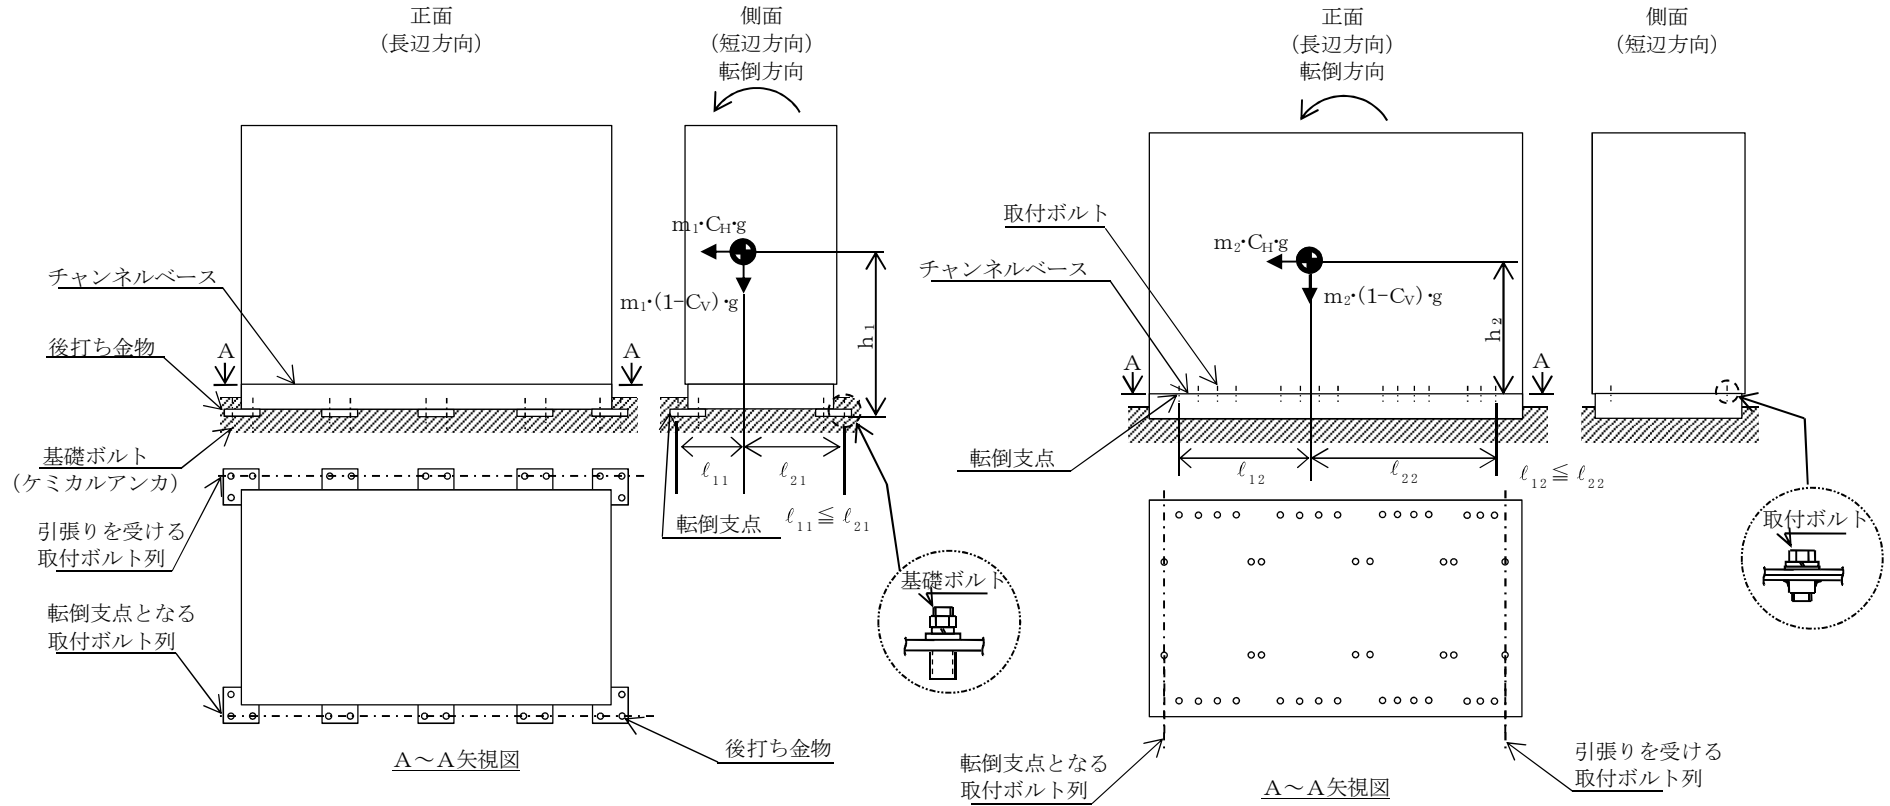 正面
(長辺方向)
側面
(短辺方向)
転倒方向
m₁・C_H・g
m₁・(1−C_V)・g
h₁
チャンネルベース
後打ち金物
A
A
基礎ボルト
(ケミカルアンカ)
ℓ₁₁
ℓ₂₁
転倒支点
ℓ₁₁≦ℓ₂₁
引張りを受ける
取付ボルト列
転倒支点となる
取付ボルト列
基礎ボルト
後打ち金物
A～A矢視図
正面
(長辺方向)
転倒方向
側面
(短辺方向)
取付ボルト
チャンネルベース
m₂・C_H・g
m₂・(1−C_V)・g
h₂
A
A
転倒支点
ℓ₁₂
ℓ₂₂
ℓ₁₂≦ℓ₂₂
取付ボルト
転倒支点となる
取付ボルト列
A～A矢視図
引張りを受ける
取付ボルト列